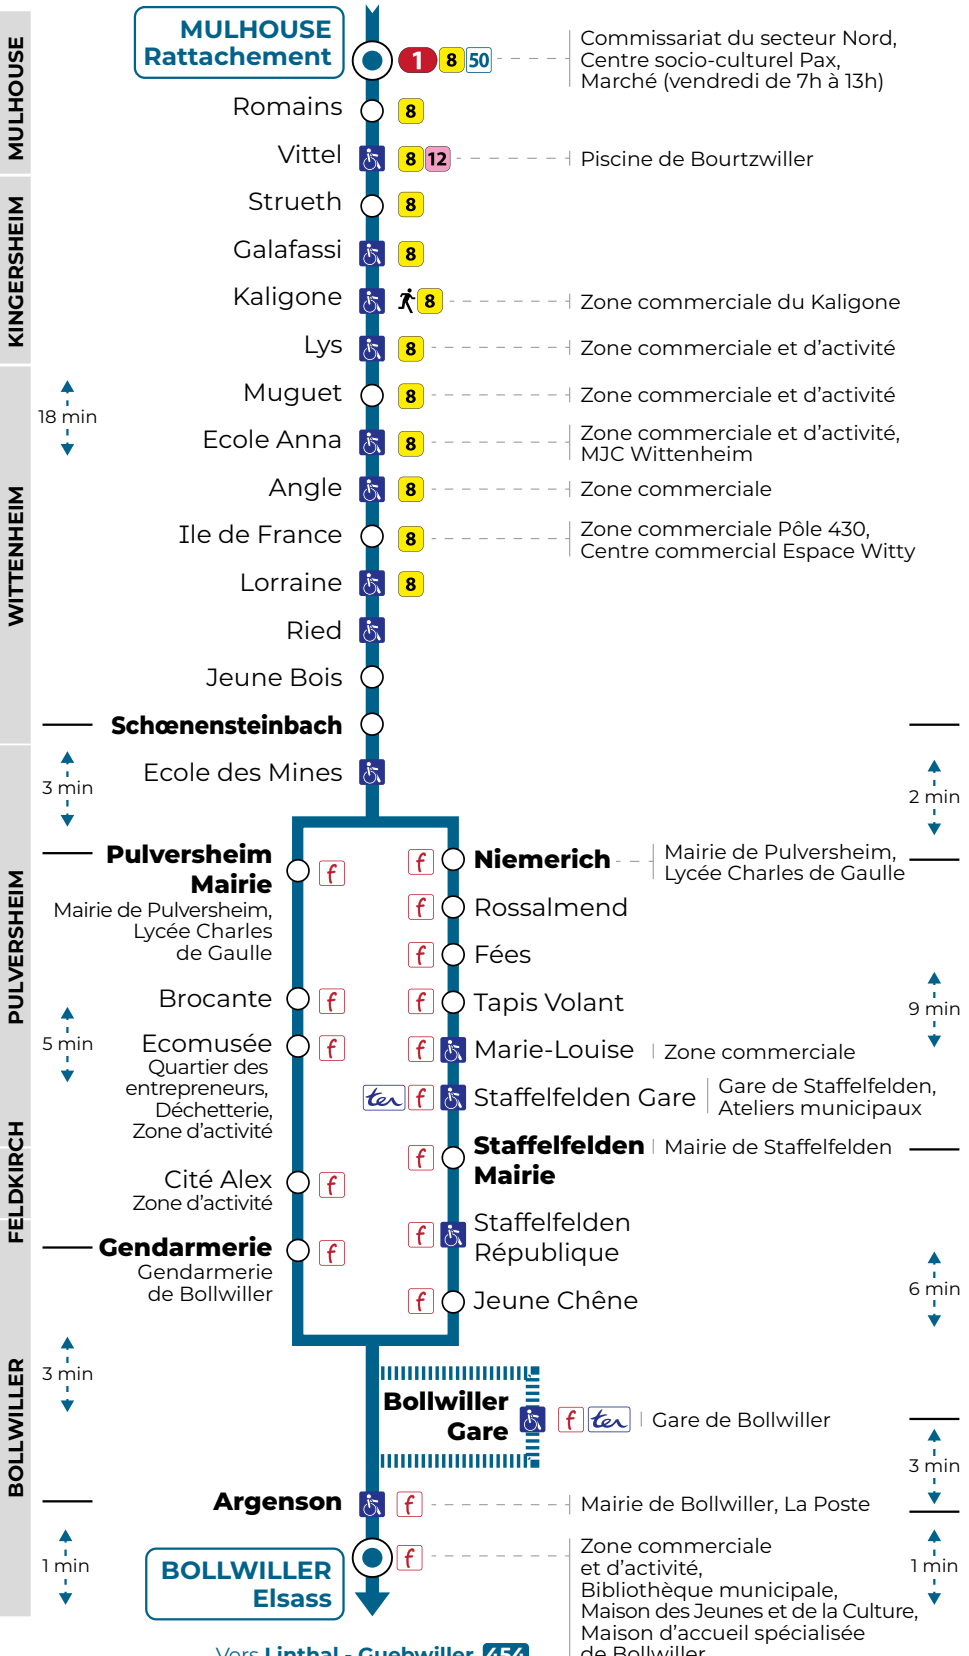 MULHOUSE
Rattachement
1 8 50
Commissariat du secteur Nord,
Centre socio-culturel Pax,
Marché (vendredi de 7h à 13h)
MULHOUSE
Romains 8
Vittel 8 12 Piscine de Bourtzwiller
KINGERSHEIM
Strueth 8
Galafassi 8
Kaligone 8 Zone commerciale du Kaligone
Lys 8 Zone commerciale et d'activité
WITTENHEIM
18 min
Muguet 8 Zone commerciale et d'activité
Ecole Anna 8
Zone commerciale et d'activité,
MJC Wittenheim
Angle 8 Zone commerciale
Ile de France 8
Zone commerciale Pôle 430,
Centre commercial Espace Witty
Lorraine 8
Ried
Jeune Bois
Schœnensteinbach
PULVERSHEIM
3 min
Ecole des Mines
2 min
Pulversheim
Mairie
f
Mairie de Pulversheim,
Lycée Charles
de Gaulle
Brocante f
5 min
Ecomusée f
Quartier des
entrepreneurs,
Déchetterie,
Zone d'activité
FELDKIRCH
Cité Alex f
Zone d'activité
Gendarmerie f
Gendarmerie
de Bollwiller
f Niemerich
Mairie de Pulversheim,
Lycée Charles de Gaulle
f Rossalmend
f Fées
f Tapis Volant
9 min
f Marie-Louise Zone commerciale
ter f Staffelfelden Gare
Gare de Staffelfelden,
Ateliers municipaux
f Staffelfelden
Mairie
Mairie de Staffelfelden
f Staffelfelden
République
6 min
f Jeune Chêne
BOLLWILLER
3 min
Bollwiller
Gare
f ter Gare de Bollwiller
3 min
Argenson f Mairie de Bollwiller, La Poste
1 min
BOLLWILLER
Elsass
f
Zone commerciale
et d'activité,
Bibliothèque municipale,
Maison des Jeunes et de la Culture,
Maison d'accueil spécialisée
de Bollwiller
1 min
Vers Linthal - Guebwiller 454